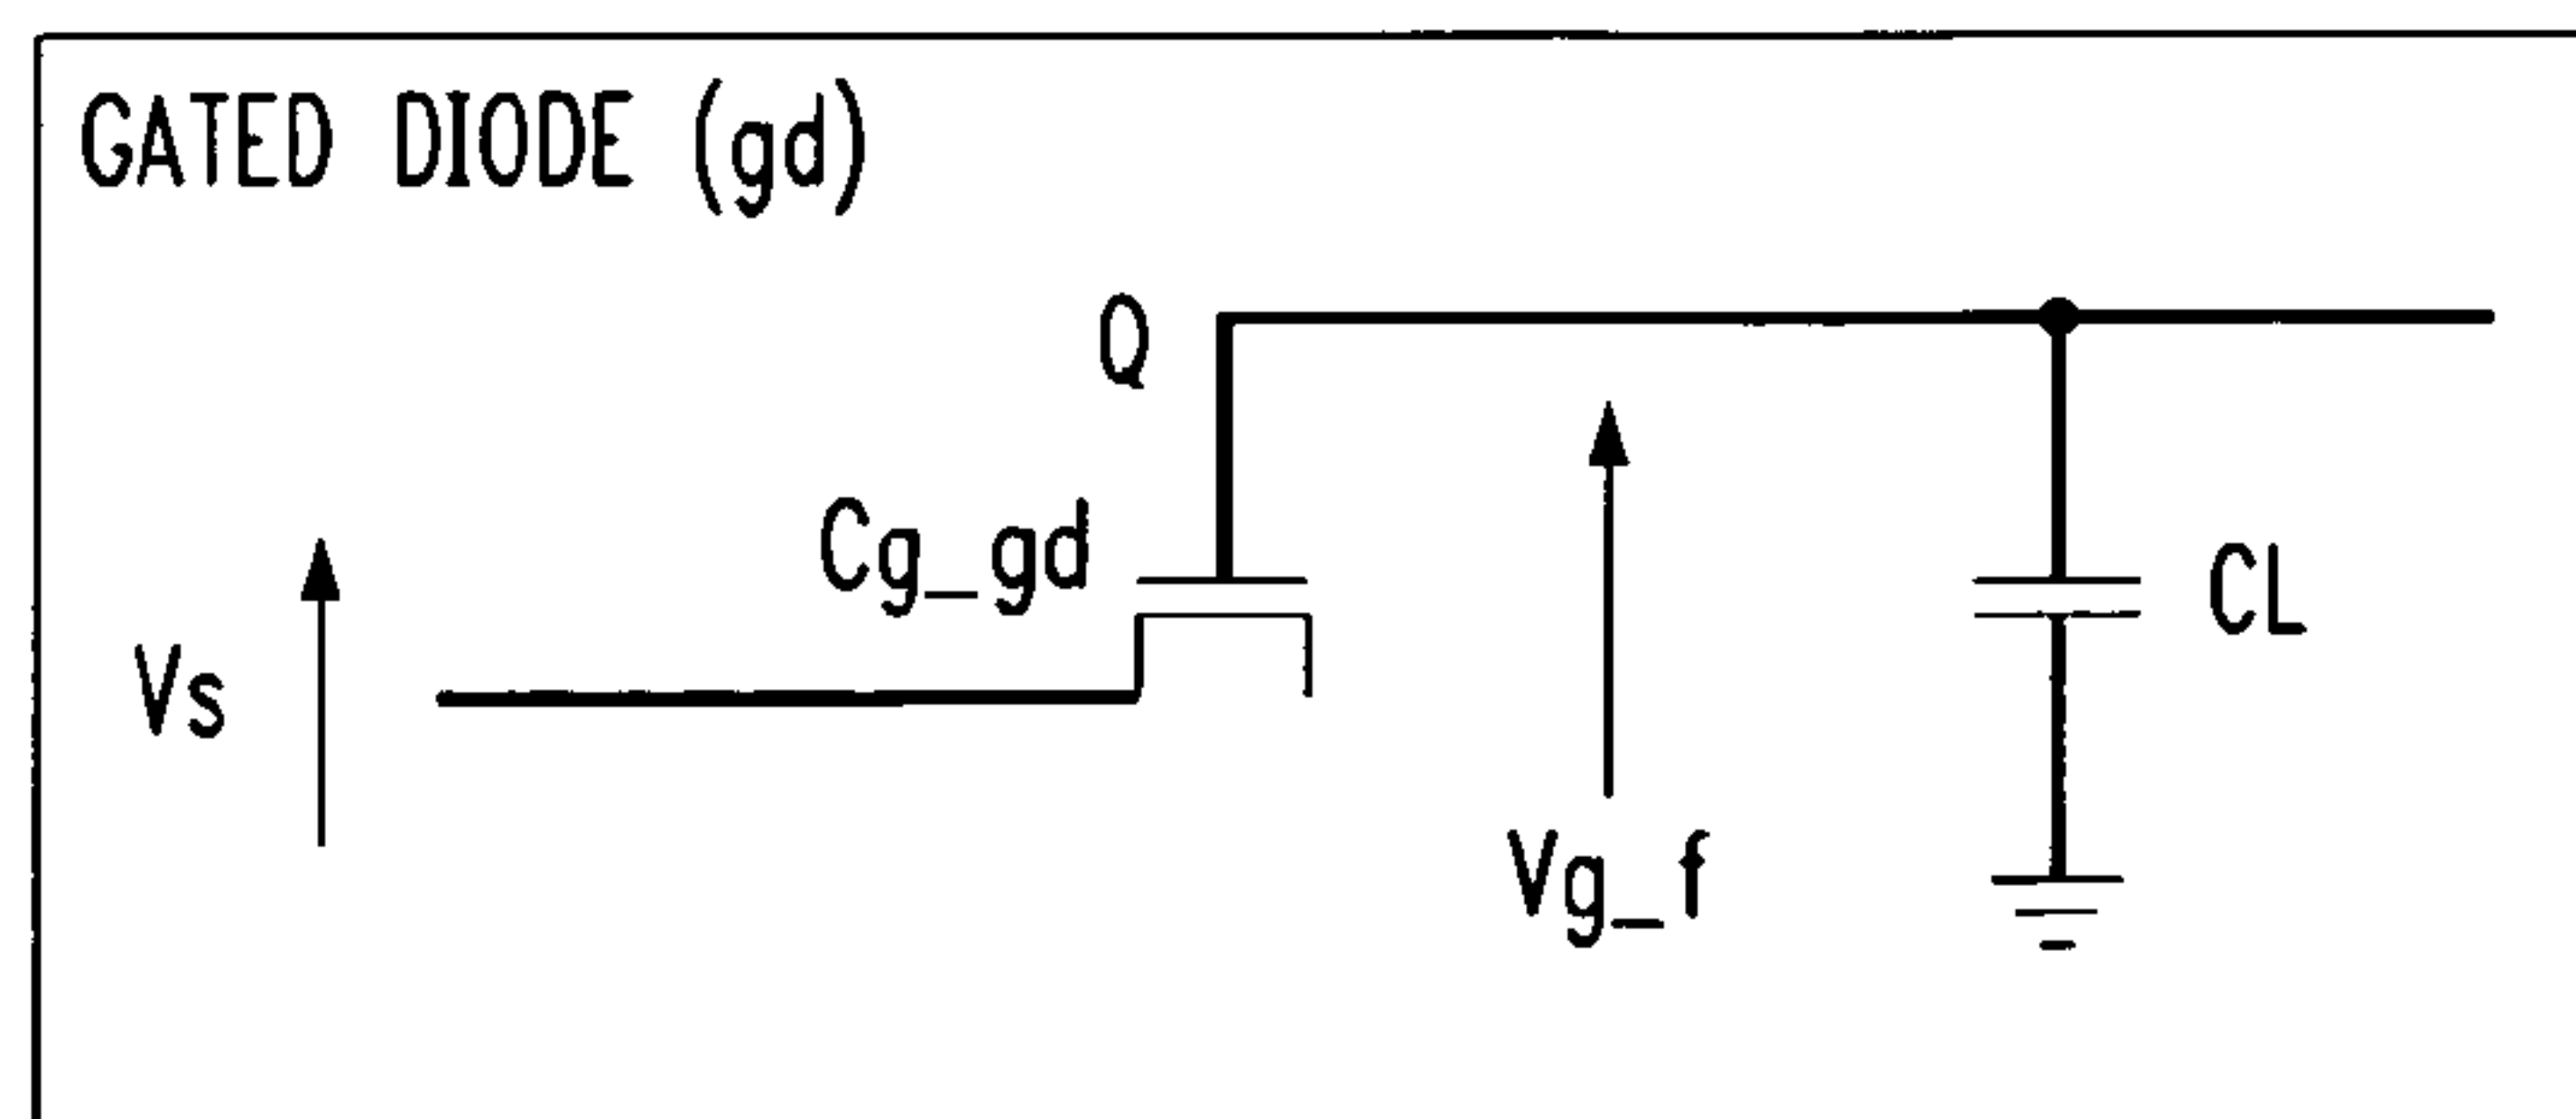 GATED DIODE (gd)
Q
Cg_gd
Vs
CL
Vg_f